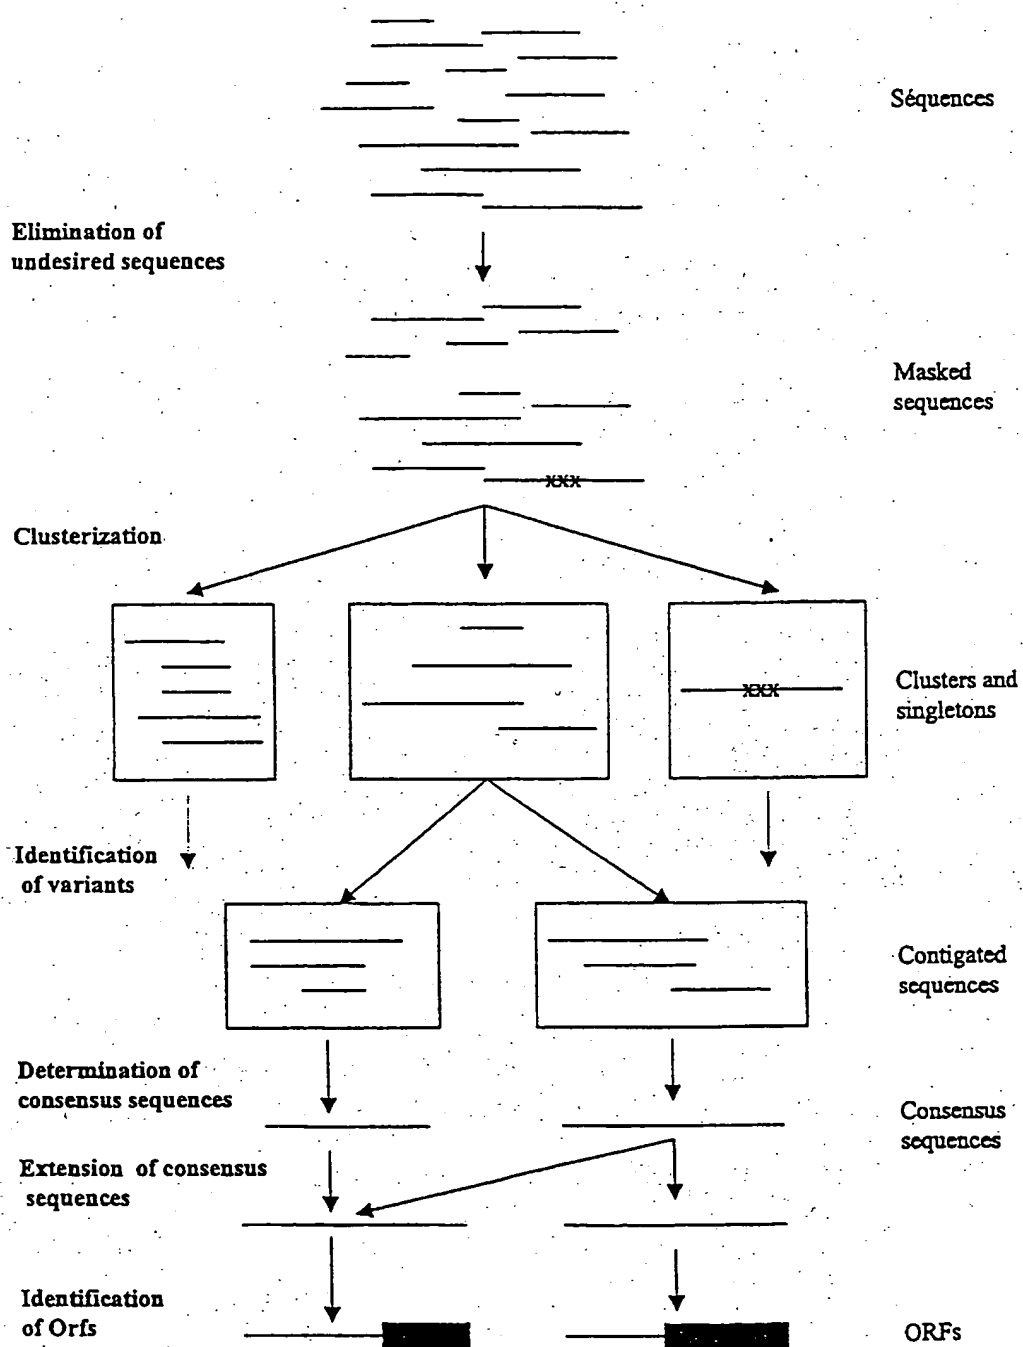 Séquences
Elimination of
undesired sequences
Masked
sequences
xxx
Clusterization
xxx
Clusters and
singletons
Identification
of variants
Contigated
sequences
Determination of
consensus sequences
Consensus
sequences
Extension of consensus
sequences
Identification
of Orfs
ORFs